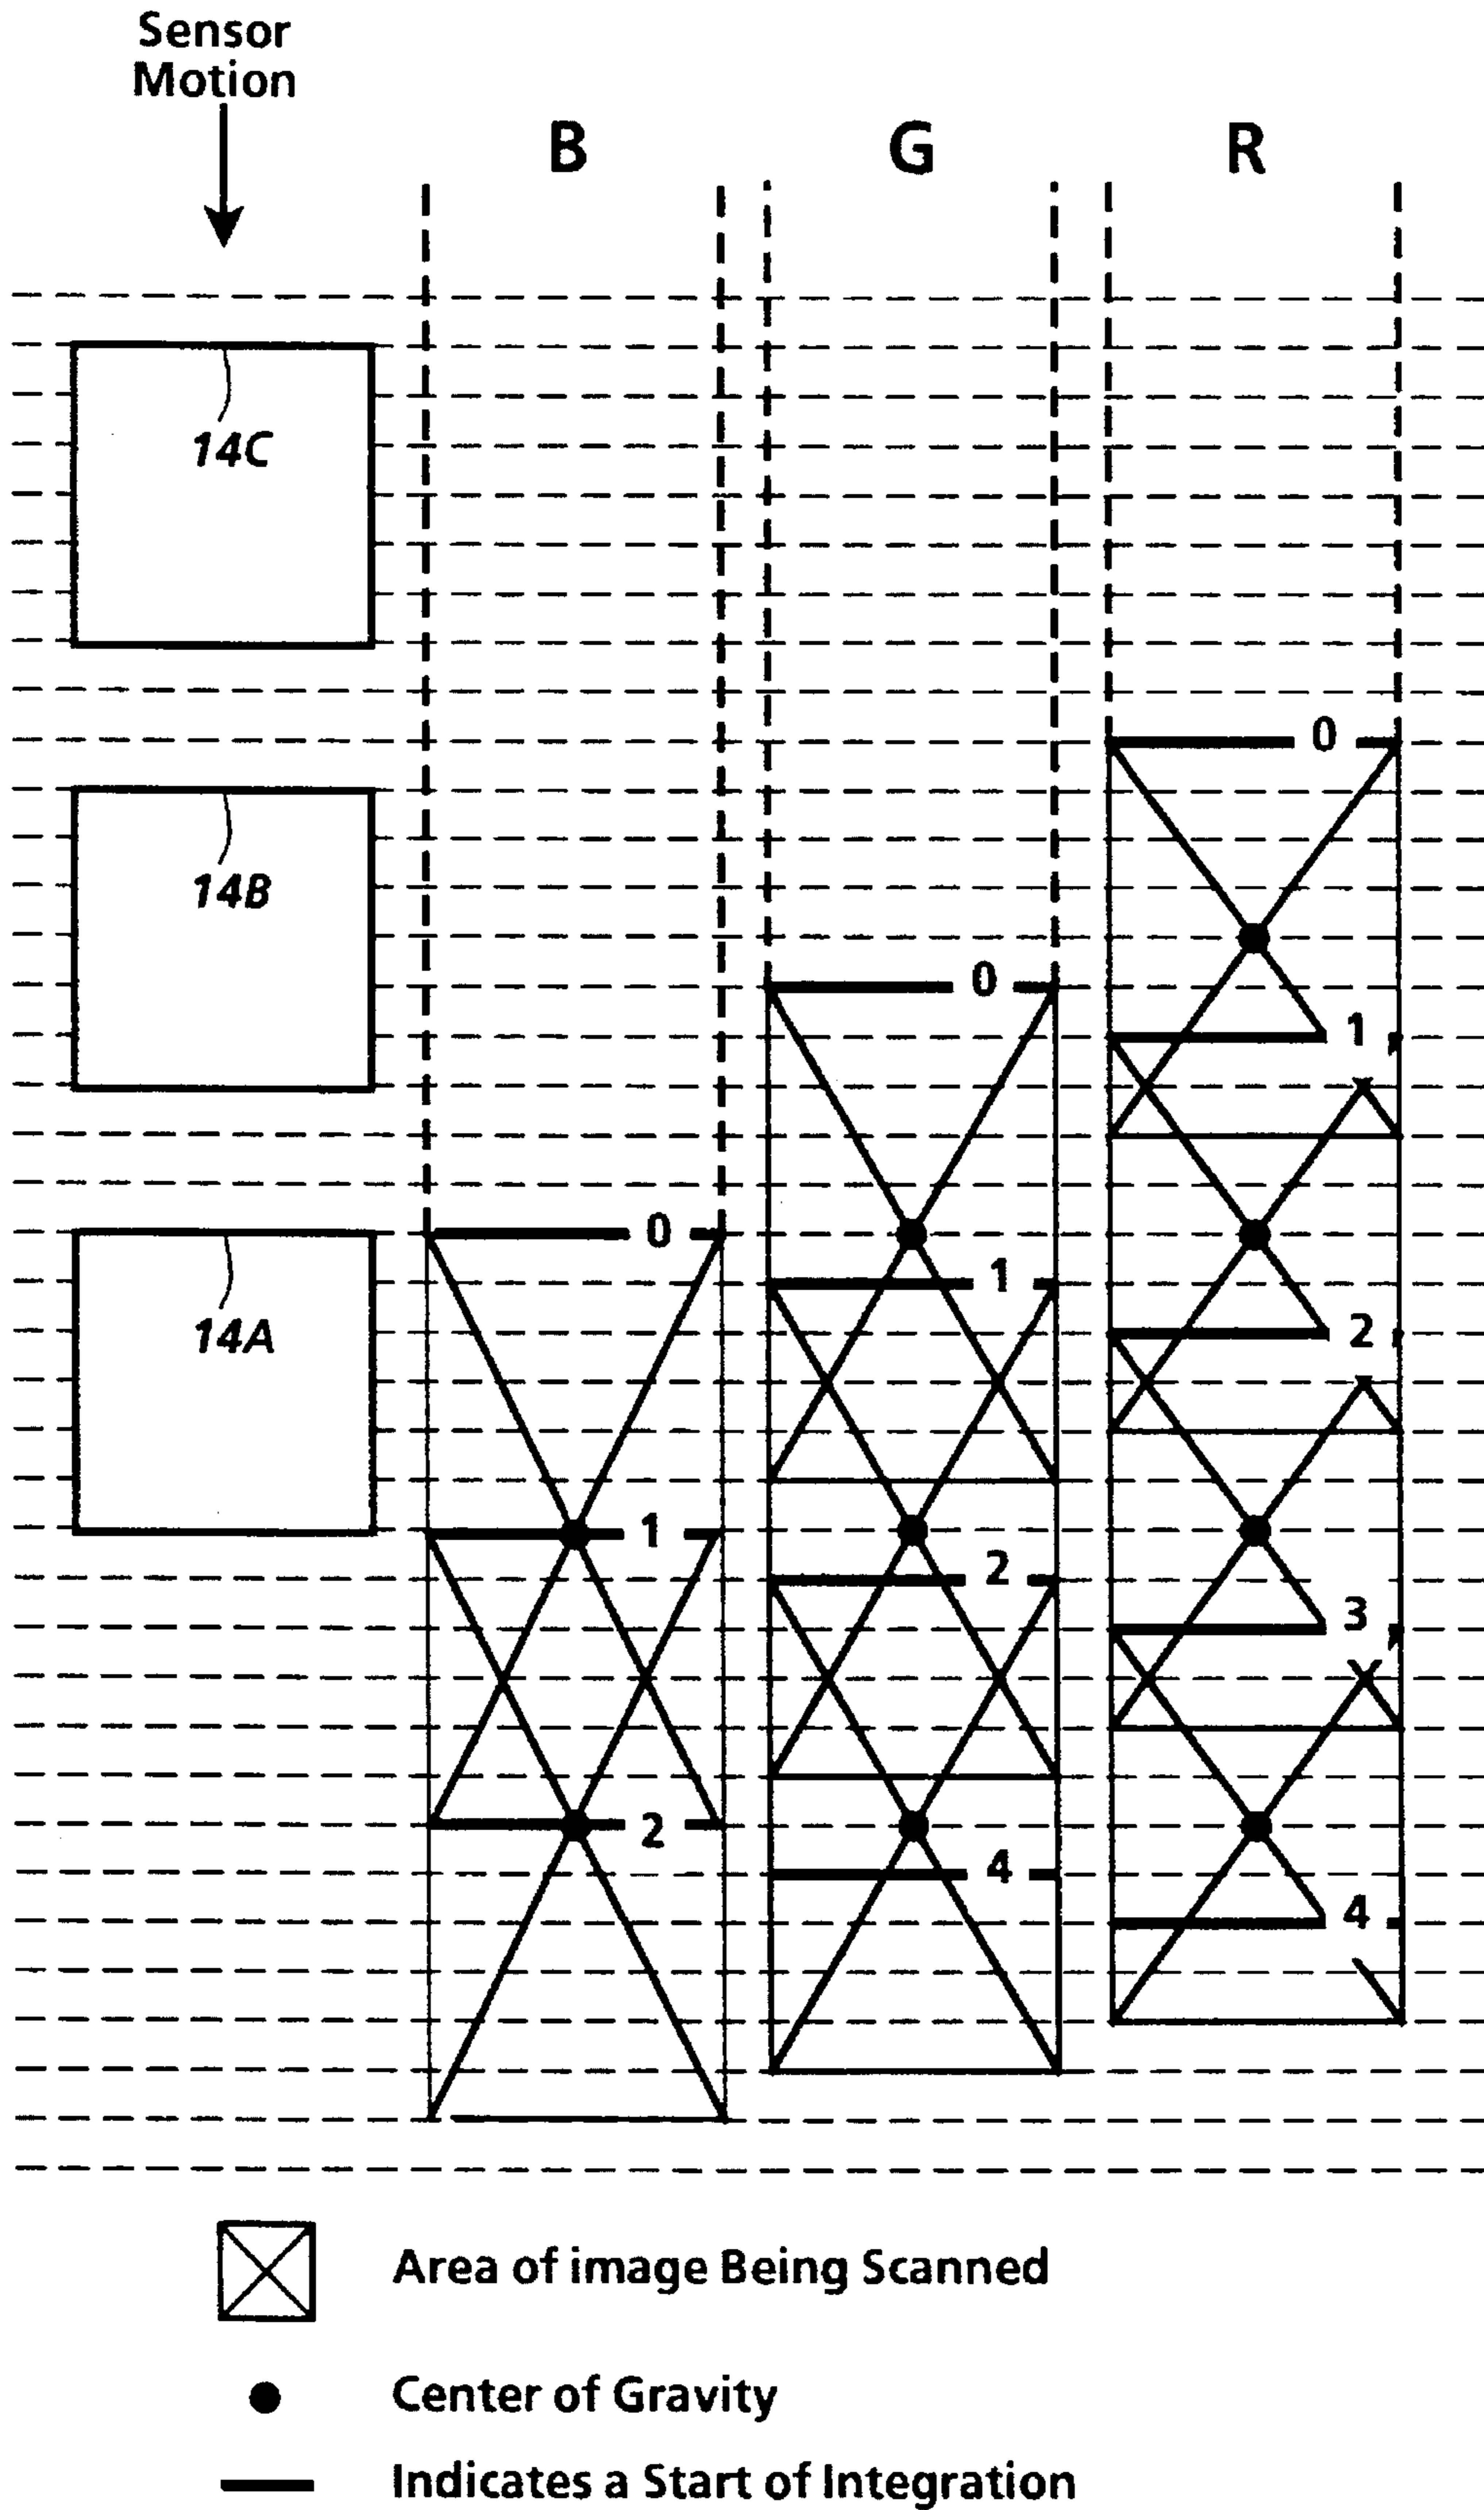 Sensor
Motion
B
G
R
14C
14B
14A
0
1
2
0
1
2
4
0
1
2
3
4
Area of image Being Scanned
Center of Gravity
Indicates a Start of Integration